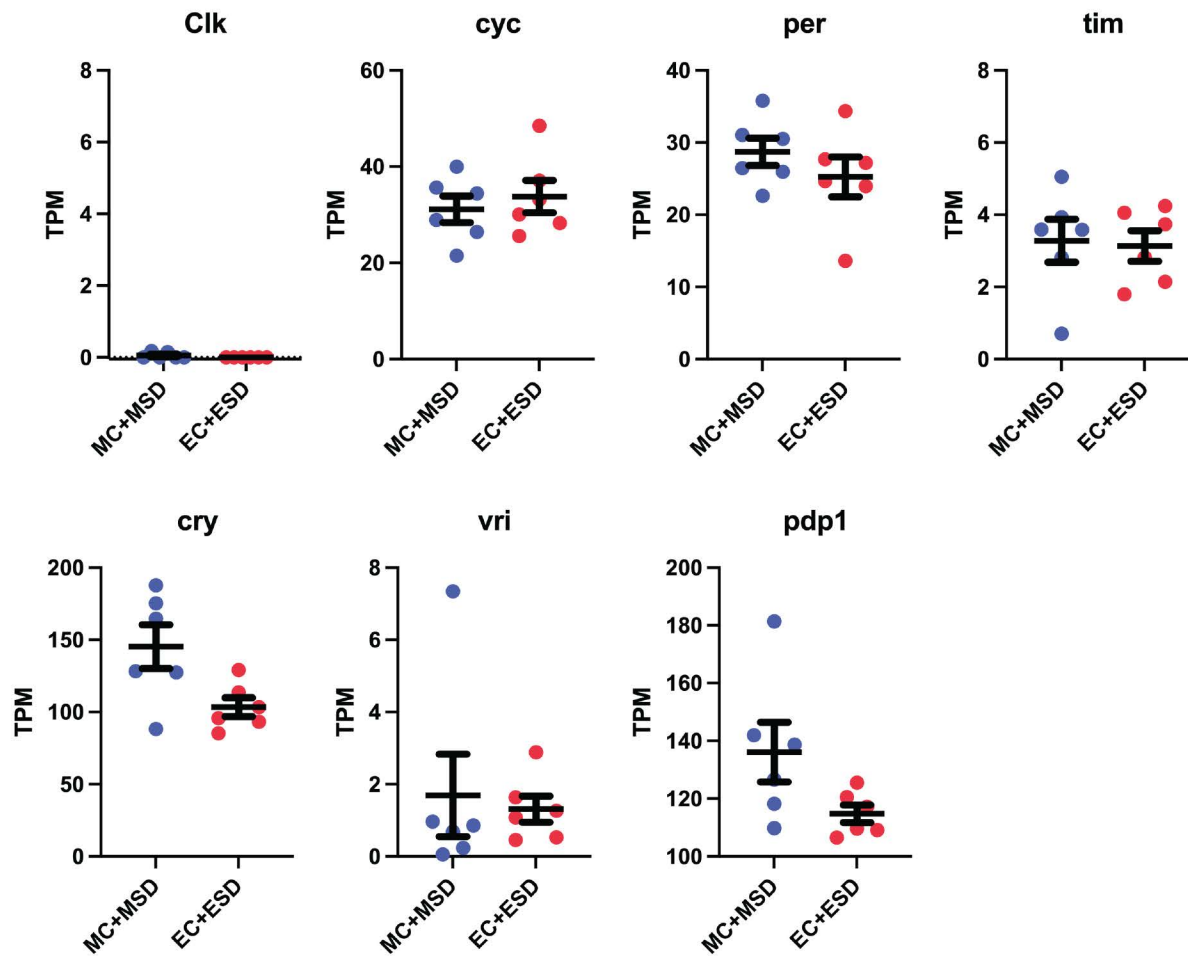 Clk
cyc
per
tim
8
6
4
2
0
TPM
MC+MSD
EC+ESD
60
40
20
0
TPM
MC+MSD
EC+ESD
40
30
20
10
0
TPM
MC+MSD
EC+ESD
8
6
4
2
0
TPM
MC+MSD
EC+ESD
cry
vri
pdp1
200
150
100
50
0
TPM
MC+MSD
EC+ESD
8
6
4
2
0
TPM
MC+MSD
EC+ESD
200
180
160
140
120
100
TPM
MC+MSD
EC+ESD